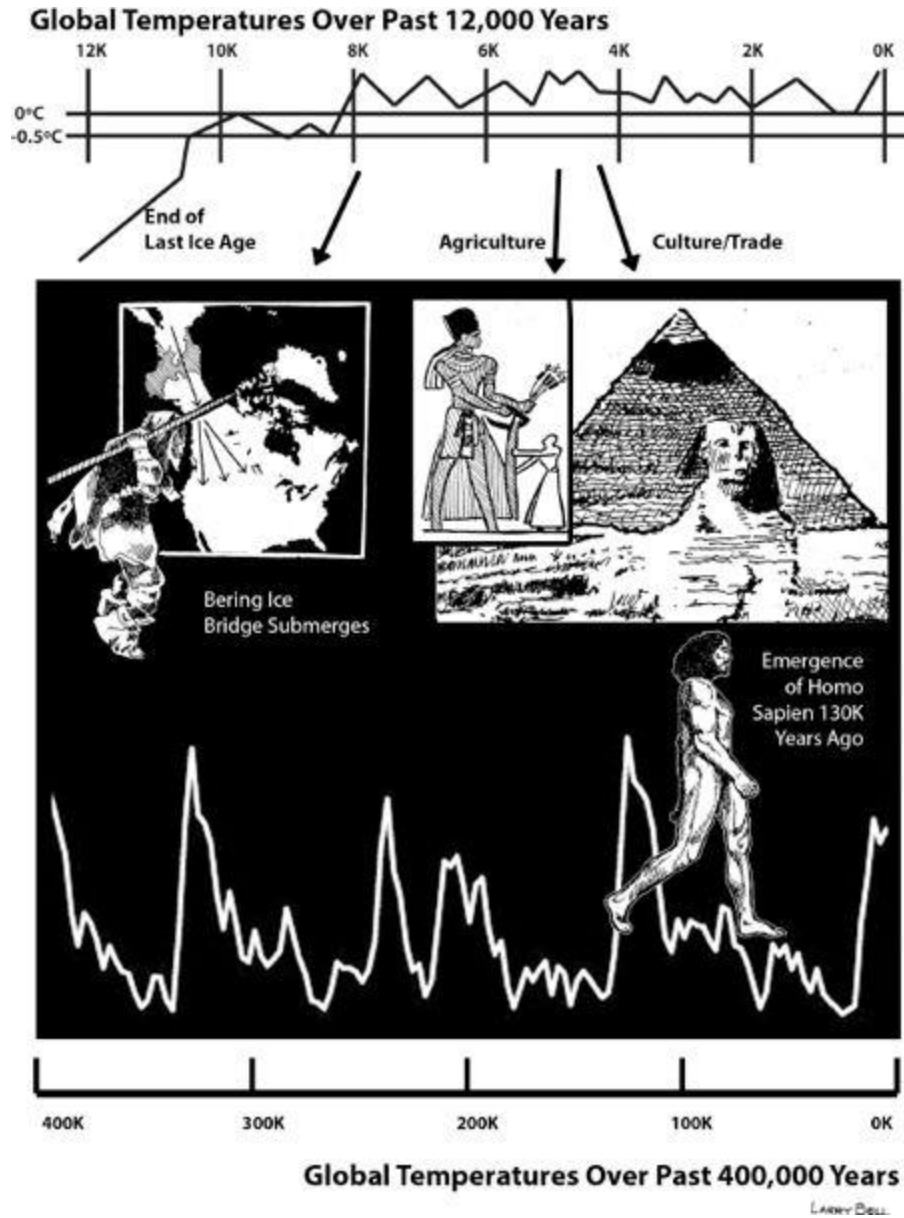 Global Temperatures Over Past 12,000 Years
12K 10K 8K 6K 4K 2K 0K
0ºC
-0.5ºC
End of
Last Ice Age
Agriculture
Culture/Trade
Bering Ice
Bridge Submerges
Emergence
of Homo
Sapien 130K
Years Ago
400K 300K 200K 100K 0K
Global Temperatures Over Past 400,000 Years
LARRY BELL